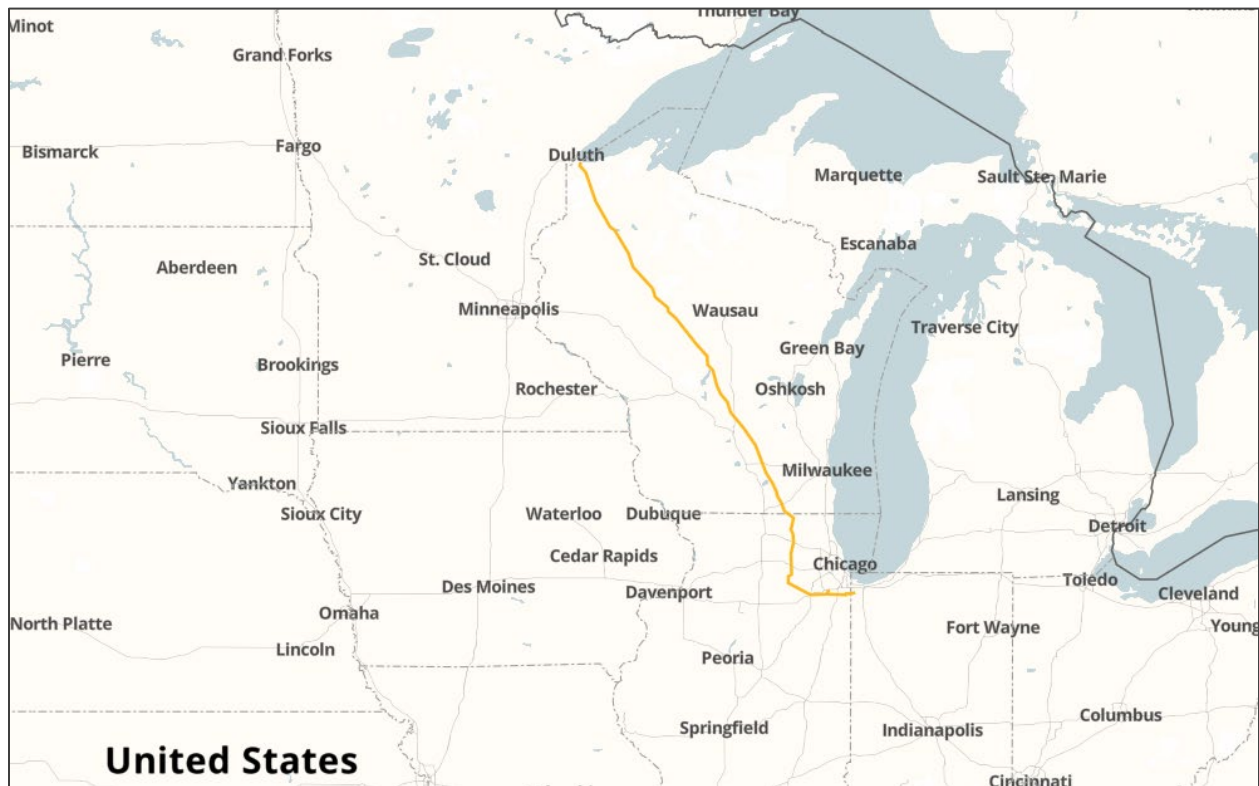 Minot
Thunder Bay
Grand Forks
Duluth
Fargo
Bismarck
Marquette
Sault Ste, Marie
Escanaba
St. Cloud
Aberdeen
Minneapolis
Wausau
Traverse City
Green Bay
Pierre
Brookings
Rochester
Oshkosh
Sioux Falls
Milwaukee
Yankton
Lansing
Sioux City
Waterloo
Dubuque
Detroit
Cedar Rapids
Chicago
Des Moines
Davenport
Toledo
Cleveland
Omaha
North Platte
Fort Wayne
Young
Lincoln
Peoria
Springfield
Indianapolis
Columbus
United States
Cincinnati